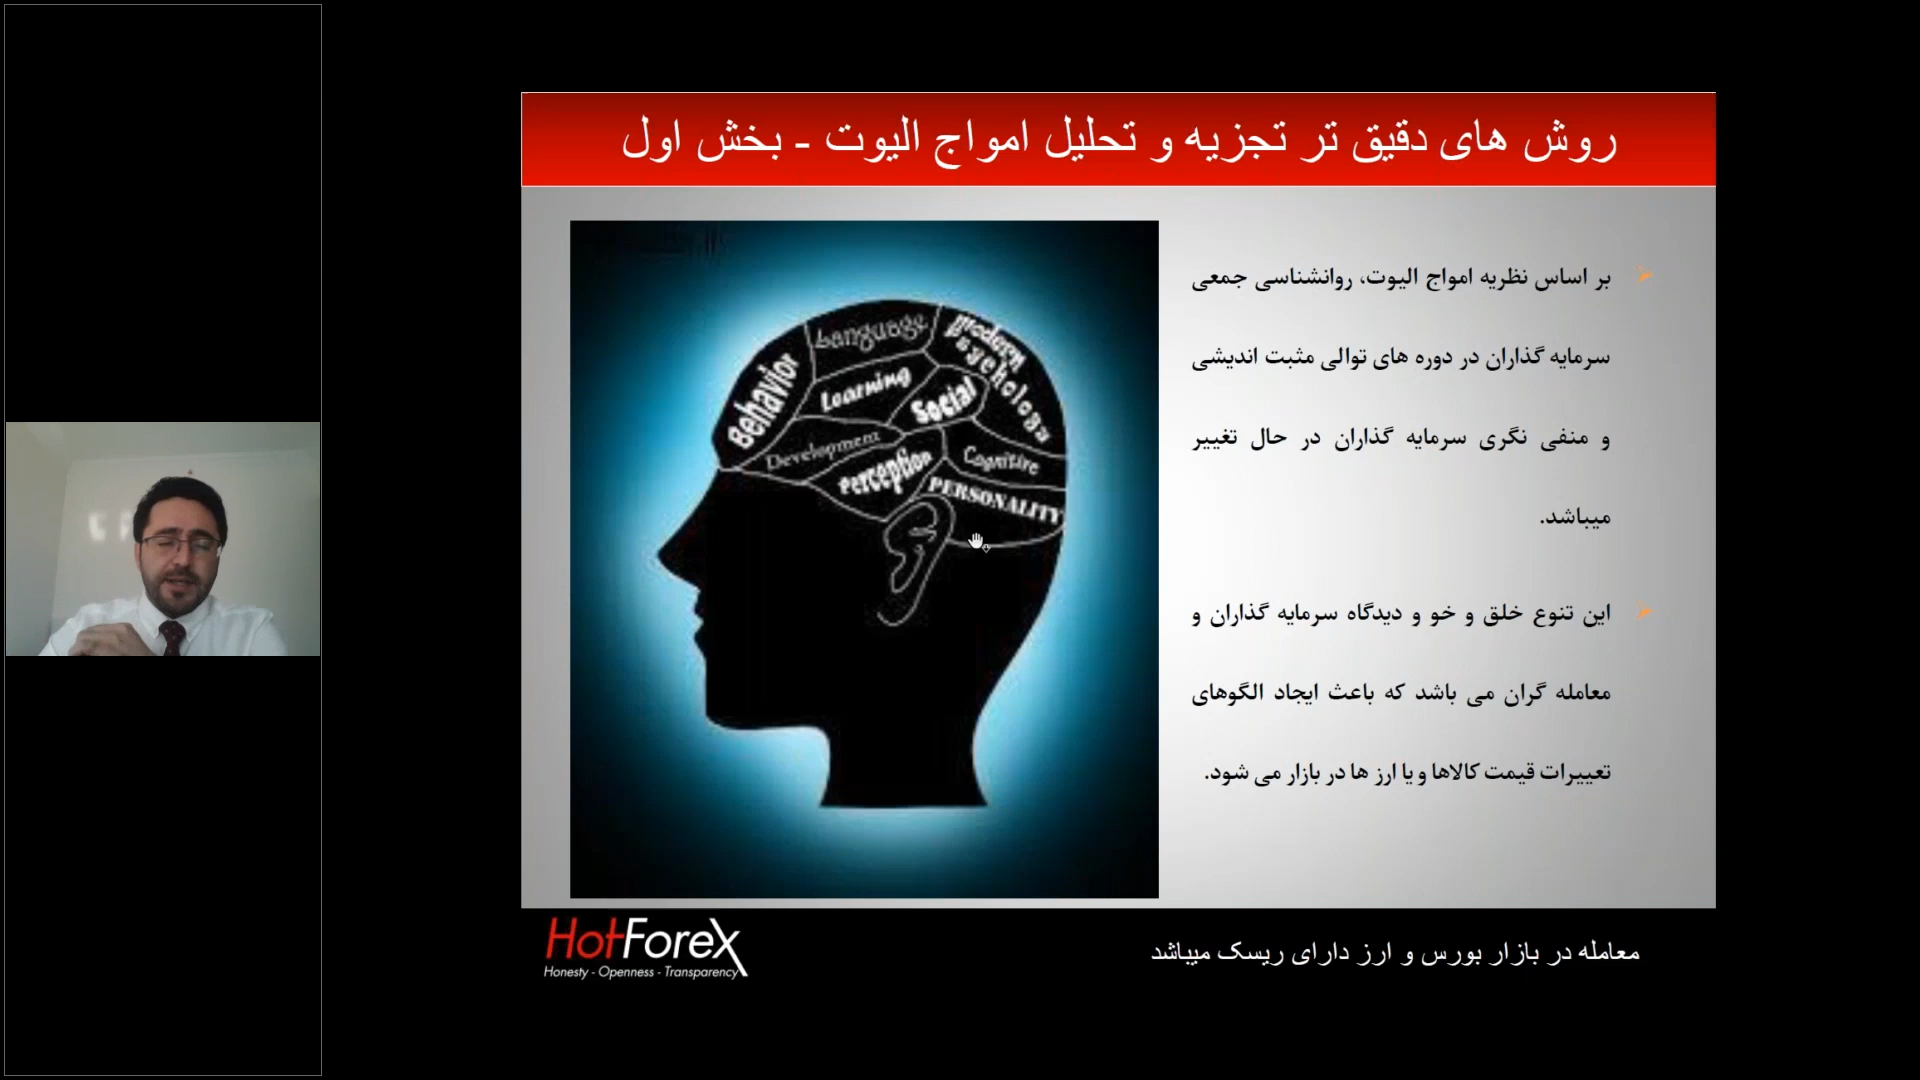 روش های دقیق تر تجزیه و تحلیل امواج الیوت - بخش اول
بر اساس نظریه امواج الیوت، روانشناسی جمعی
سرمایه گذاران در دوره های توالی مثبت اندیشی
و منفی نگری سرمایه گذاران در حال تغییر
میباشد.
این تنوع خلق و خو و دیدگاه سرمایه گذاران و
معامله گران می باشد که باعث ایجاد الگوهای
تعییرات قیمت کالاها و یا ارز ها در بازار می شود.
Language
Modern
Psychology
Behavior
Learning
Social
Development
Cognitive
Perception
PERSONALITY
HotForex
Honesty - Openness - Transparency
معامله در بازار بورس و ارز دارای ریسک میباشد